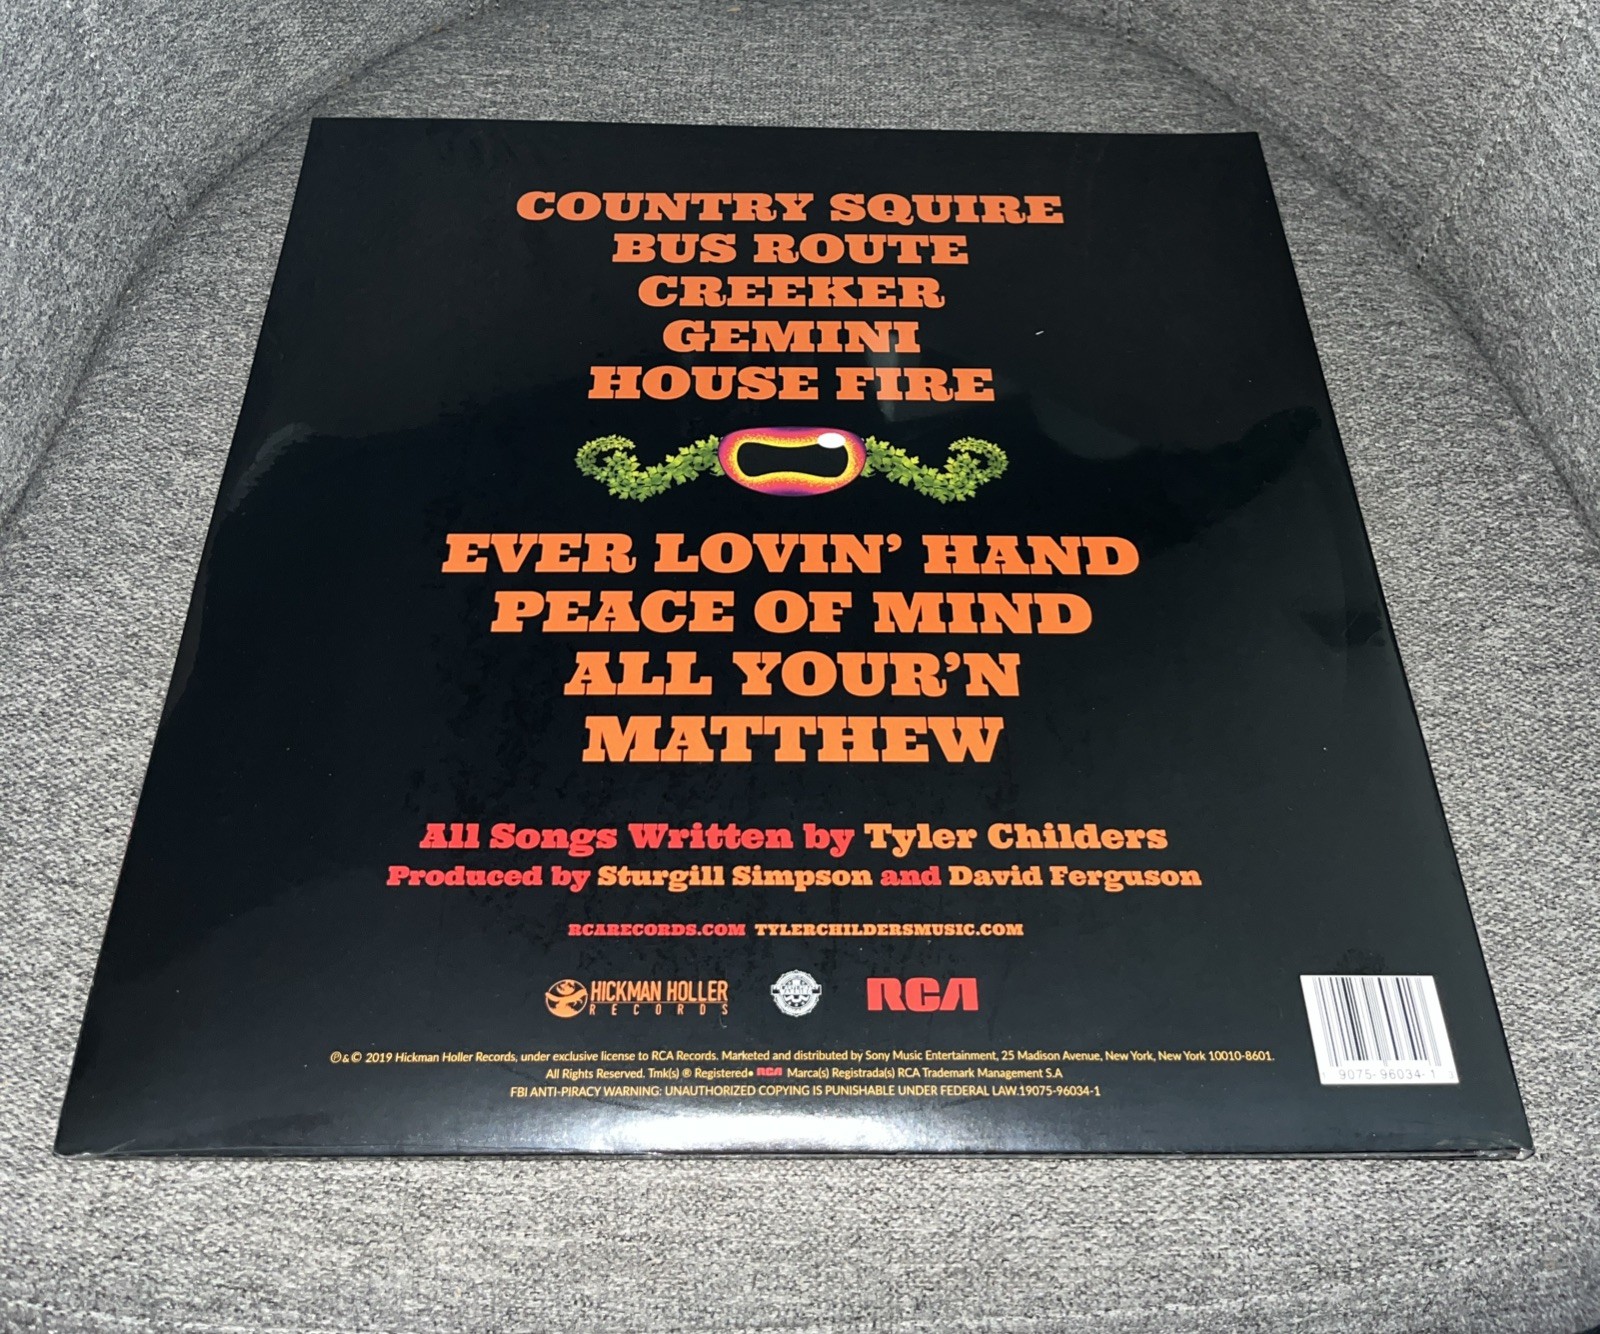 COUNTRY SQUIRE
BUS ROUTE
CREEKER
GEMINI
HOUSE FIRE
EVER LOVIN’ HAND
PEACE OF MIND
ALL YOUR’N
MATTHEW
All Songs Written by Tyler Childers
Produced by Sturgill Simpson and David Ferguson
RCARECORDS.COM TYLERCHILDERSMUSIC.COM
HICKMAN HOLLER
RECORDS
RCA
℗ & © 2019 Hickman Holler Records, under exclusive license to RCA Records. Marketed and distributed by Sony Music Entertainment, 25 Madison Avenue, New York, New York 10010-8601.
All Rights Reserved. Tmk(s) ® Registered• RCA Marca(s) Registrada(s) RCA Trademark Management S.A
FBI ANTI-PIRACY WARNING: UNAUTHORIZED COPYING IS PUNISHABLE UNDER FEDERAL LAW.19075-96034-1
1 9075-96034-1 3